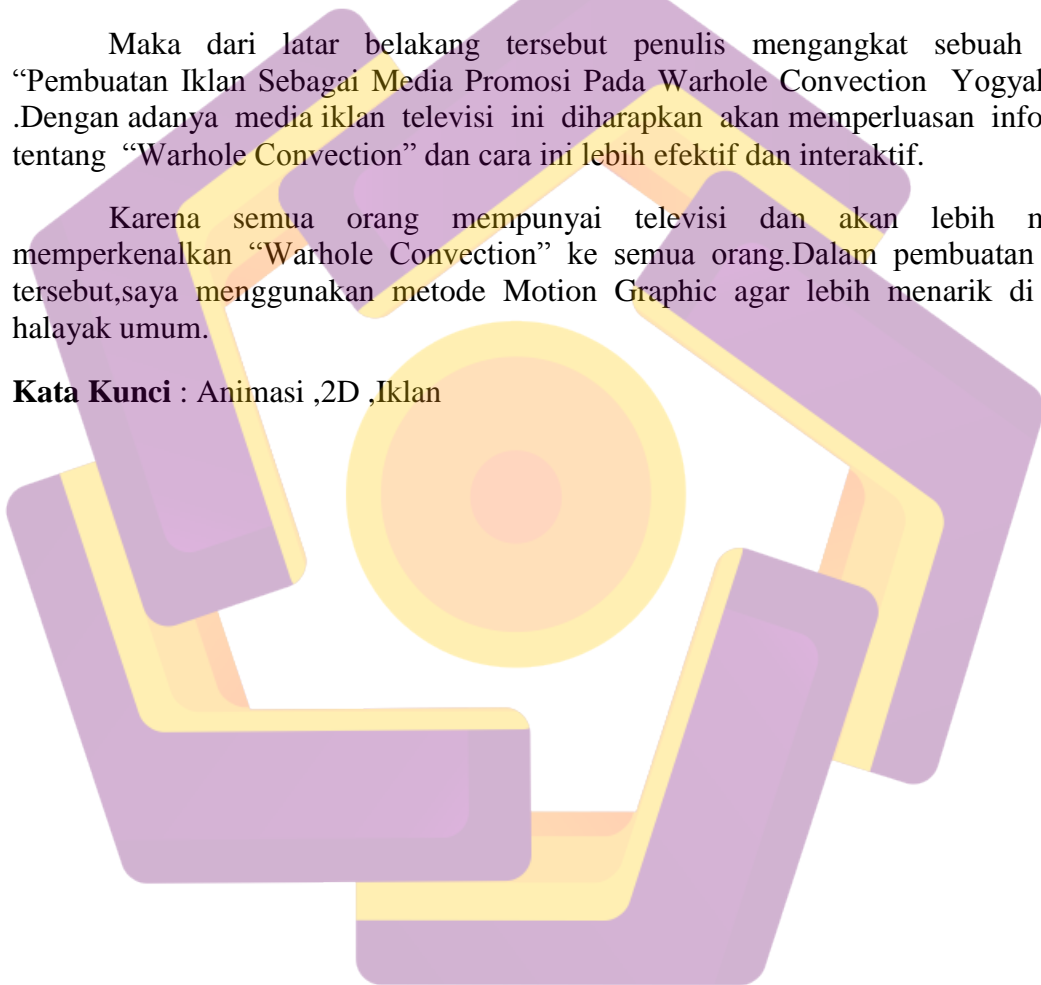 Maka dari latar belakang tersebut penulis mengangkat sebuah
“Pembuatan Iklan Sebagai Media Promosi Pada Warhole Convection Yogya
.Dengan adanya media iklan televisi ini diharapkan akan memperluasan info
tentang “Warhole Convection” dan cara ini lebih efektif dan interaktif.
Karena semua orang mempunyai televisi dan akan lebih
memperkenalkan “Warhole Convection” ke semua orang.Dalam pembuatan
tersebut,saya menggunakan metode Motion Graphic agar lebih menarik di
halayak umum.
Kata Kunci : Animasi ,2D ,Iklan